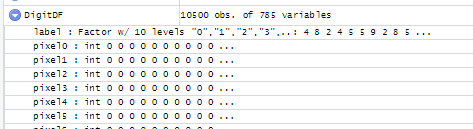 DigitDF 10500 obs. of 785 variables
label : Factor w/ 10 levels "0","1","2","3",..: 4 8 2 4 5 5 9 2 8 5 ...
pixel0 : int 0 0 0 0 0 0 0 0 0 0 ...
pixel1 : int 0 0 0 0 0 0 0 0 0 0 ...
pixel2 : int 0 0 0 0 0 0 0 0 0 0 ...
pixel3 : int 0 0 0 0 0 0 0 0 0 0 ...
pixel4 : int 0 0 0 0 0 0 0 0 0 0 ...
pixel5 : int 0 0 0 0 0 0 0 0 0 0 ...